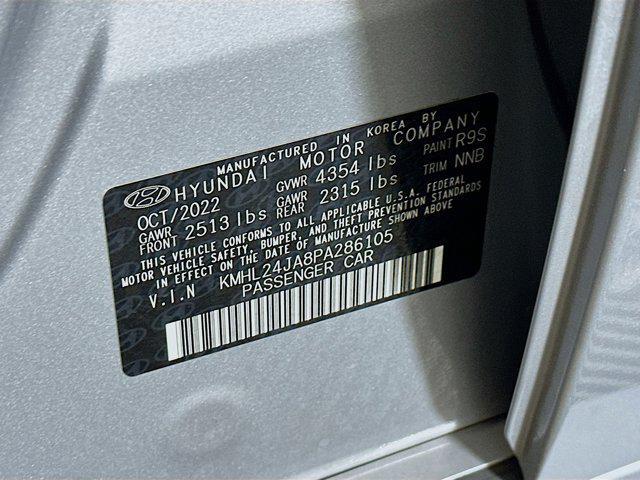 MANUFACTURED IN KOREA BY
HYUNDAI MOTOR COMPANY
OCT/2022 GVWR 4354 lbs PAINT R9S
GAWR FRONT 2513 lbs GAWR REAR 2315 lbs TRIM NNB
THIS VEHICLE CONFORMS TO ALL APPLICABLE U.S.A. FEDERAL
MOTOR VEHICLE SAFETY, BUMPER, AND THEFT PREVENTION STANDARDS
IN EFFECT ON THE DATE OF MANUFACTURE SHOWN ABOVE
V.I.N KMHL24JA8PA286105
PASSENGER CAR